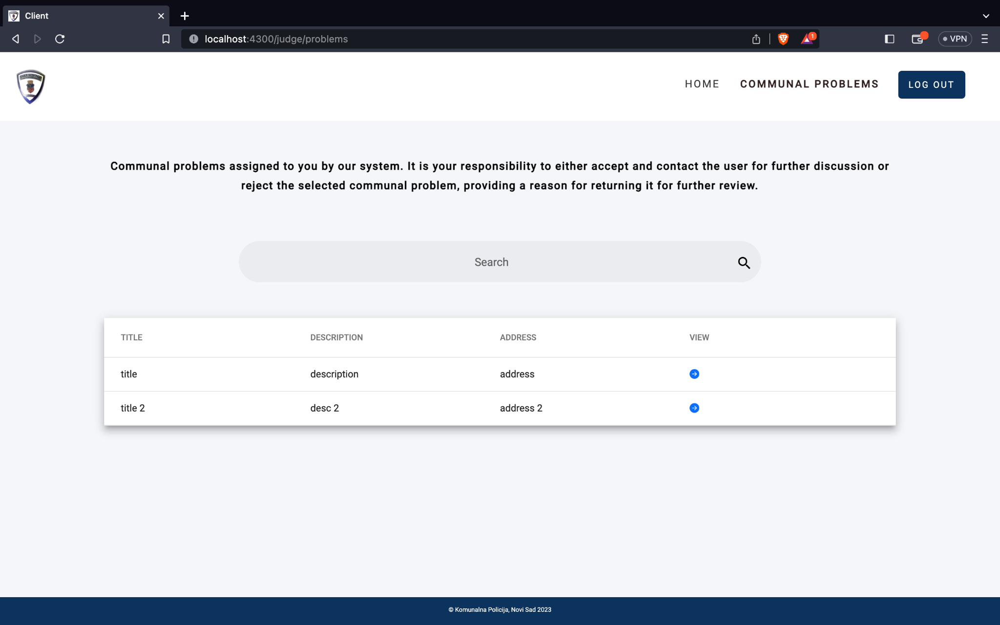 Client
localhost:4300/judge/problems
1
VPN
HOME
COMMUNAL PROBLEMS
LOG OUT
Communal problems assigned to you by our system. It is your responsibility to either accept and contact the user for further discussion or
reject the selected communal problem, providing a reason for returning it for further review.
Search
TITLE DESCRIPTION ADDRESS VIEW
title description address
title 2 desc 2 address 2
© Komunalna Policija, Novi Sad 2023